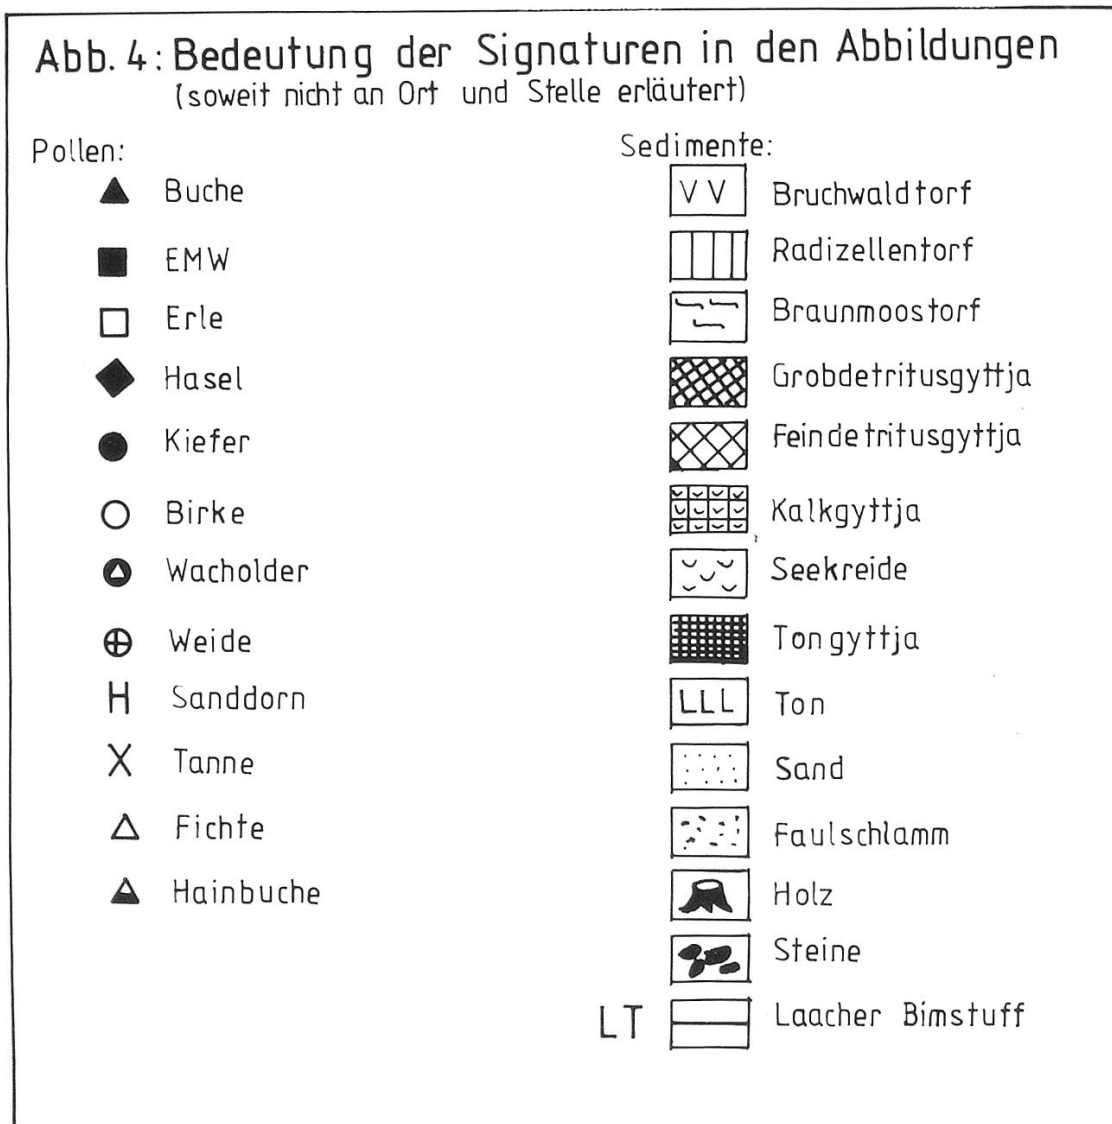 Abb. 4: Bedeutung der Signaturen in den Abbildungen
(soweit nicht an Ort und Stelle erläutert)
Pollen:
Buche
EMW
Erle
Hasel
Kiefer
Birke
Wacholder
Weide
H Sanddorn
X Tanne
Fichte
Hainbuche
Sedimente:
V V Bruchwaldtorf
Radizellentorf
Braunmoostorf
Grobdetritusgyttja
Feindetritusgyttja
Kalkgyttja
Seekreide
Tongyttja
LLL Ton
Sand
Faulschlamm
Holz
Steine
LT Laacher Bimstuff